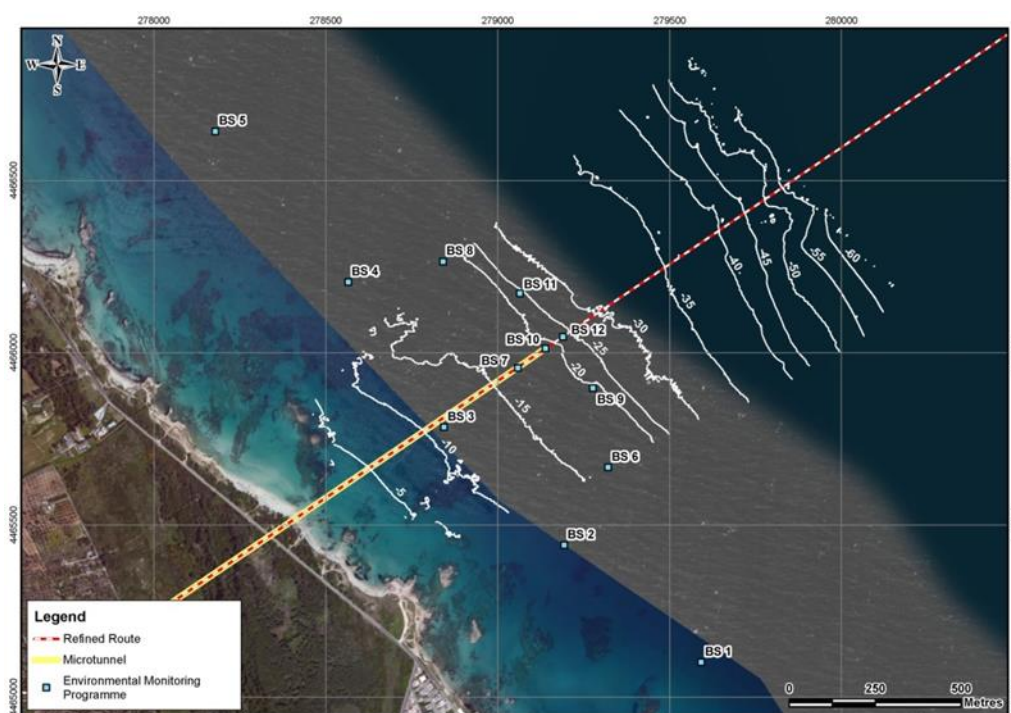 278000
278500
279000
279500
280000
N
W
E
S
BS 5
4466500
BS 8
BS 4
BS 11
-60
-55
-50
-45
-40
-35
-30
BS 12
BS 10
-25
4466000
BS 7
-20
BS 9
-15
BS 3
-10
BS 6
-5
4465500
BS 2
BS 1
Legend
Refined Route
Microtunnel
Environmental Monitoring
Programme
0 250 500
Metres
4465000